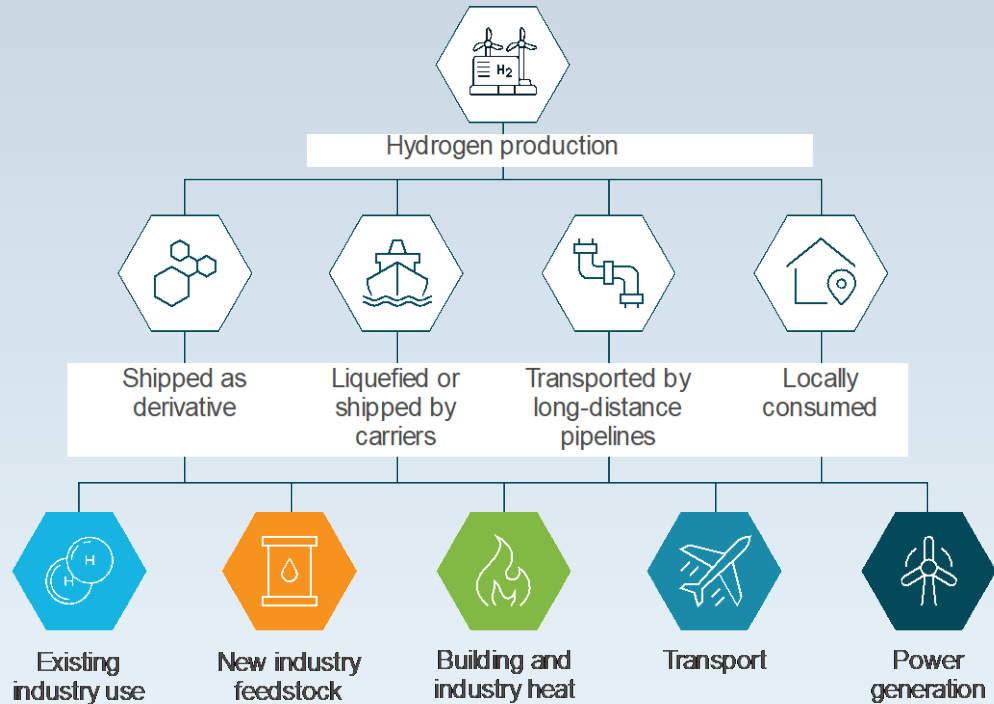 H2
Hydrogen production
Shipped as
derivative
Liquefied or
shipped by
carriers
Transported by
long-distance
pipelines
Locally
consumed
H
H
Existing
industry use
New industry
feedstock
Building and
industry heat
Transport
Power
generation